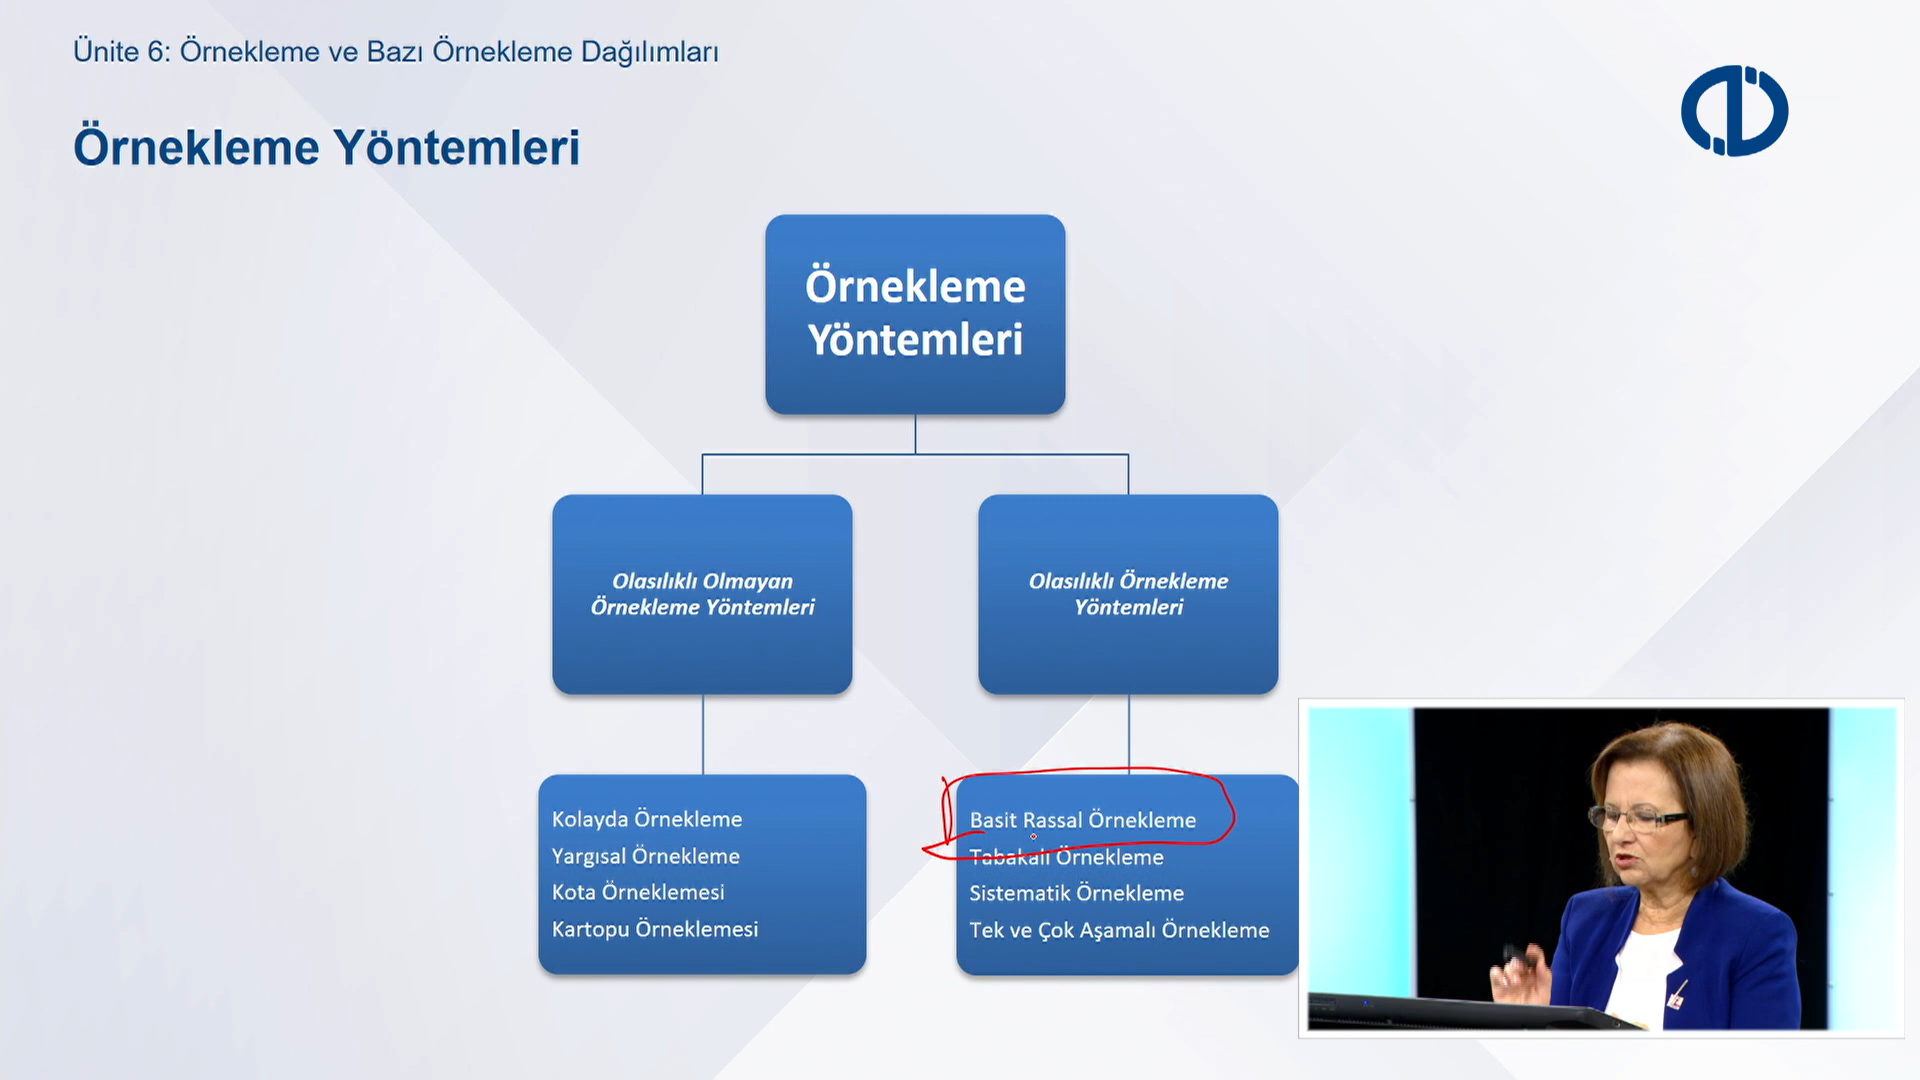 Ünite 6: Örnekleme ve Bazı Örnekleme Dağılımları
Örnekleme Yöntemleri
Örnekleme
Yöntemleri
Olasılıklı Olmayan
Örnekleme Yöntemleri
Olasılıklı Örnekleme
Yöntemleri
Kolayda Örnekleme
Yargısal Örnekleme
Kota Örneklemesi
Kartopu Örneklemesi
Basit Rassal Örnekleme
Tabakalı Örnekleme
Sistematik Örnekleme
Tek ve Çok Aşamalı Örnekleme